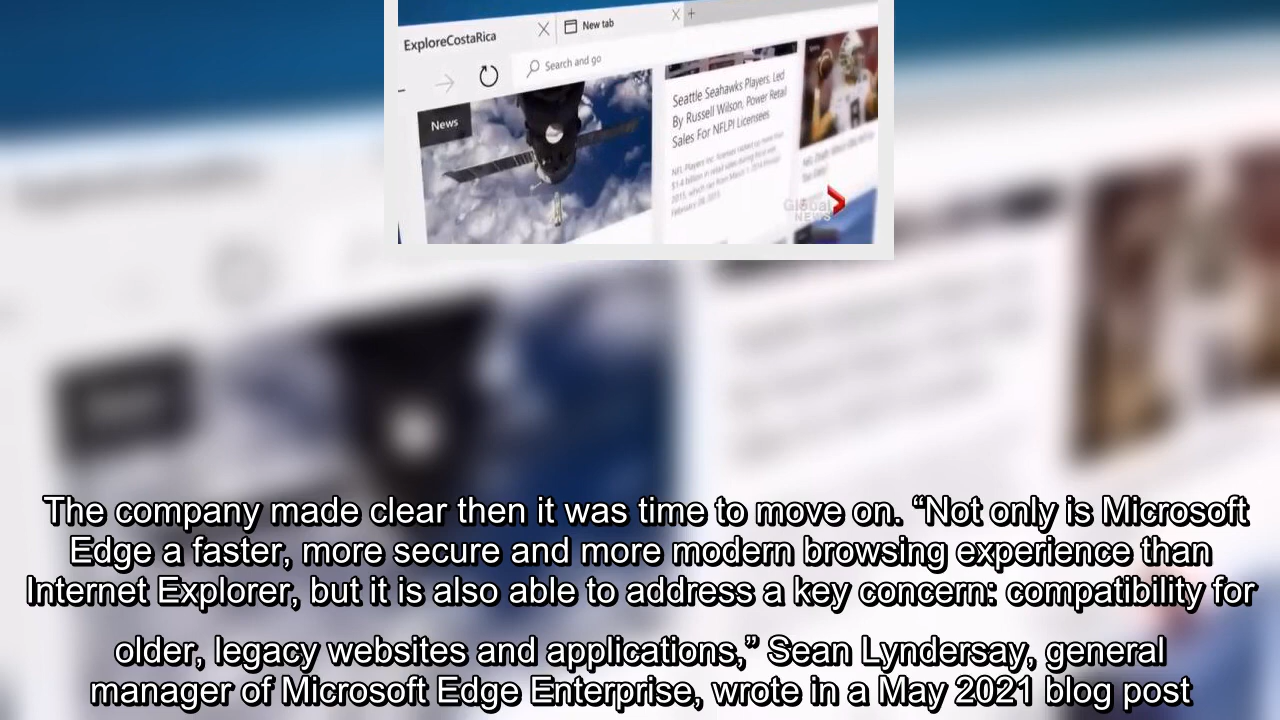 ExploreCostaRica
New tab
Search and go
News
Seattle Seahawks Players, Led
By Russell Wilson, Power Retail
Sales For NFLPI Licensees
Global
NEWS
The company made clear then it was time to move on. “Not only is Microsoft
Edge a faster, more secure and more modern browsing experience than
Internet Explorer, but it is also able to address a key concern: compatibility for
older, legacy websites and applications,” Sean Lyndersay, general
manager of Microsoft Edge Enterprise, wrote in a May 2021 blog post